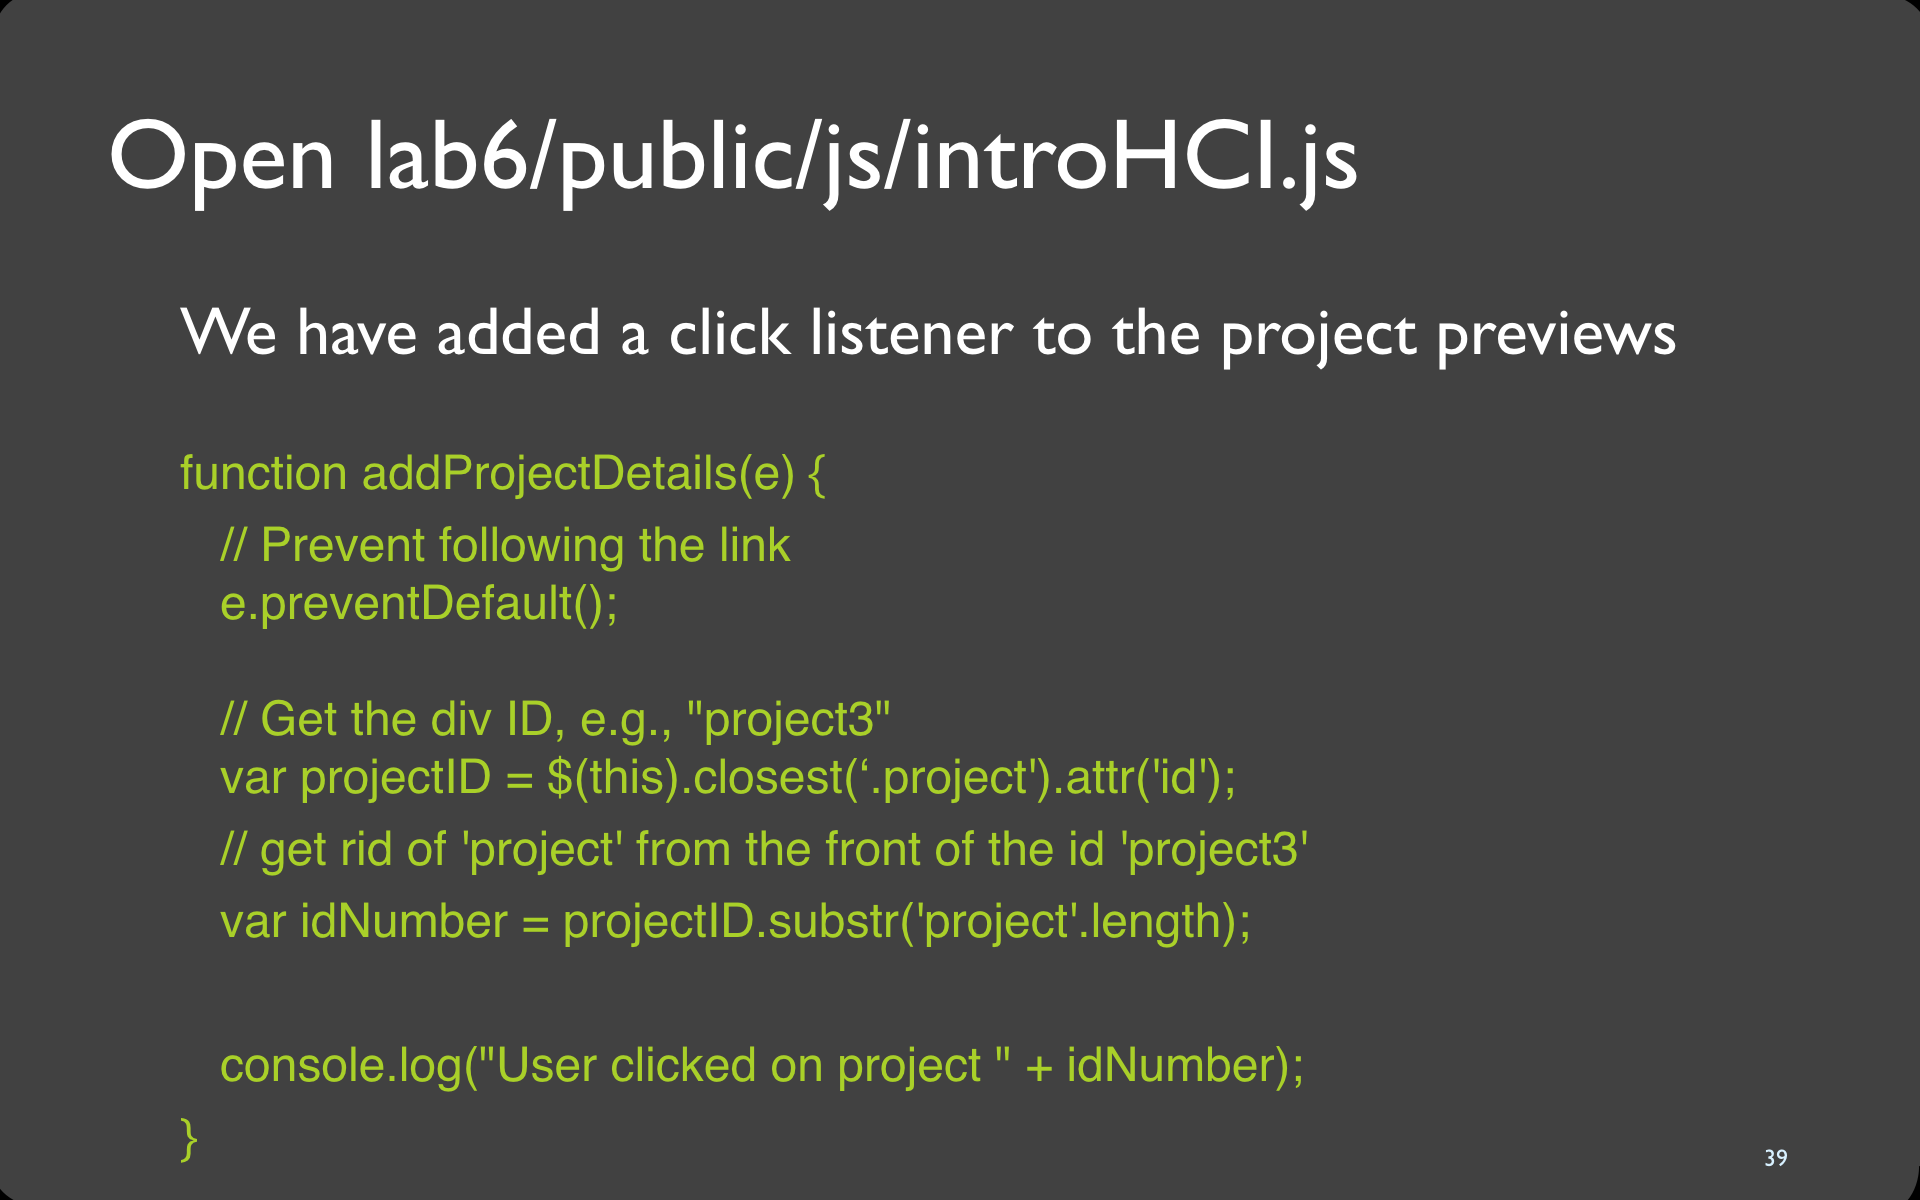 Open lab6/public/js/introHCI.js
We have added a click listener to the project previews
function addProjectDetails(e) {
// Prevent following the link
e.preventDefault();
// Get the div ID, e.g., "project3"
var projectID = $(this).closest(‘.project').attr('id');
// get rid of 'project' from the front of the id 'project3'
var idNumber = projectID.substr('project'.length);
console.log("User clicked on project " + idNumber);
}
39